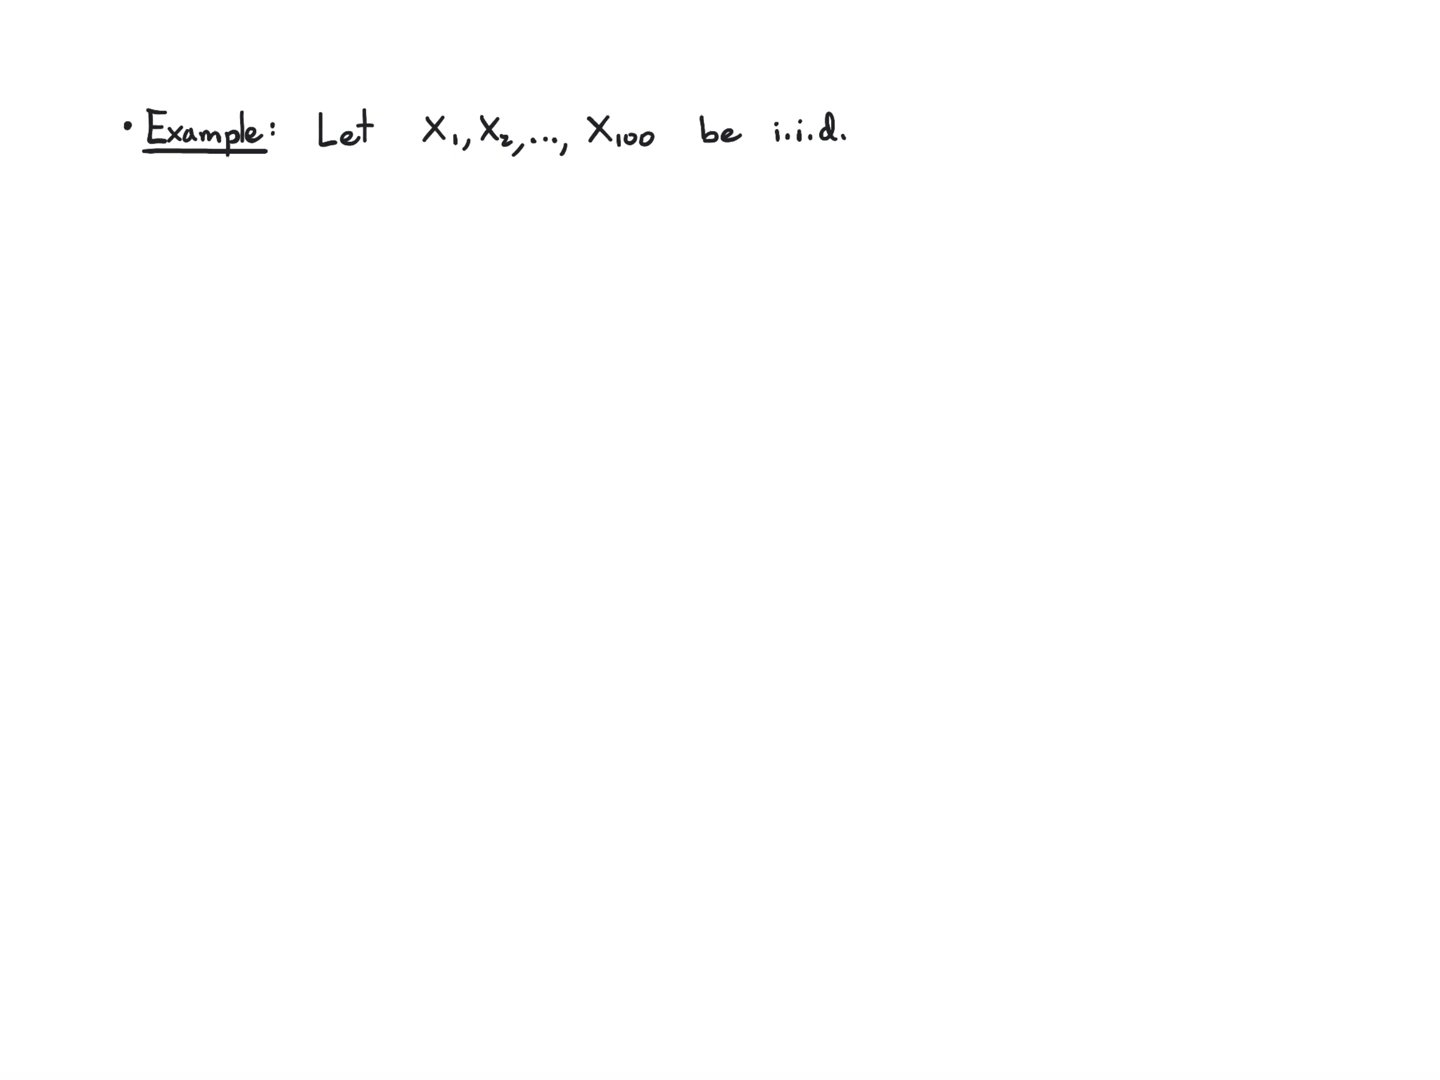 • Example: Let X₁, X₂, ..., X₁₀₀ be i.i.d.